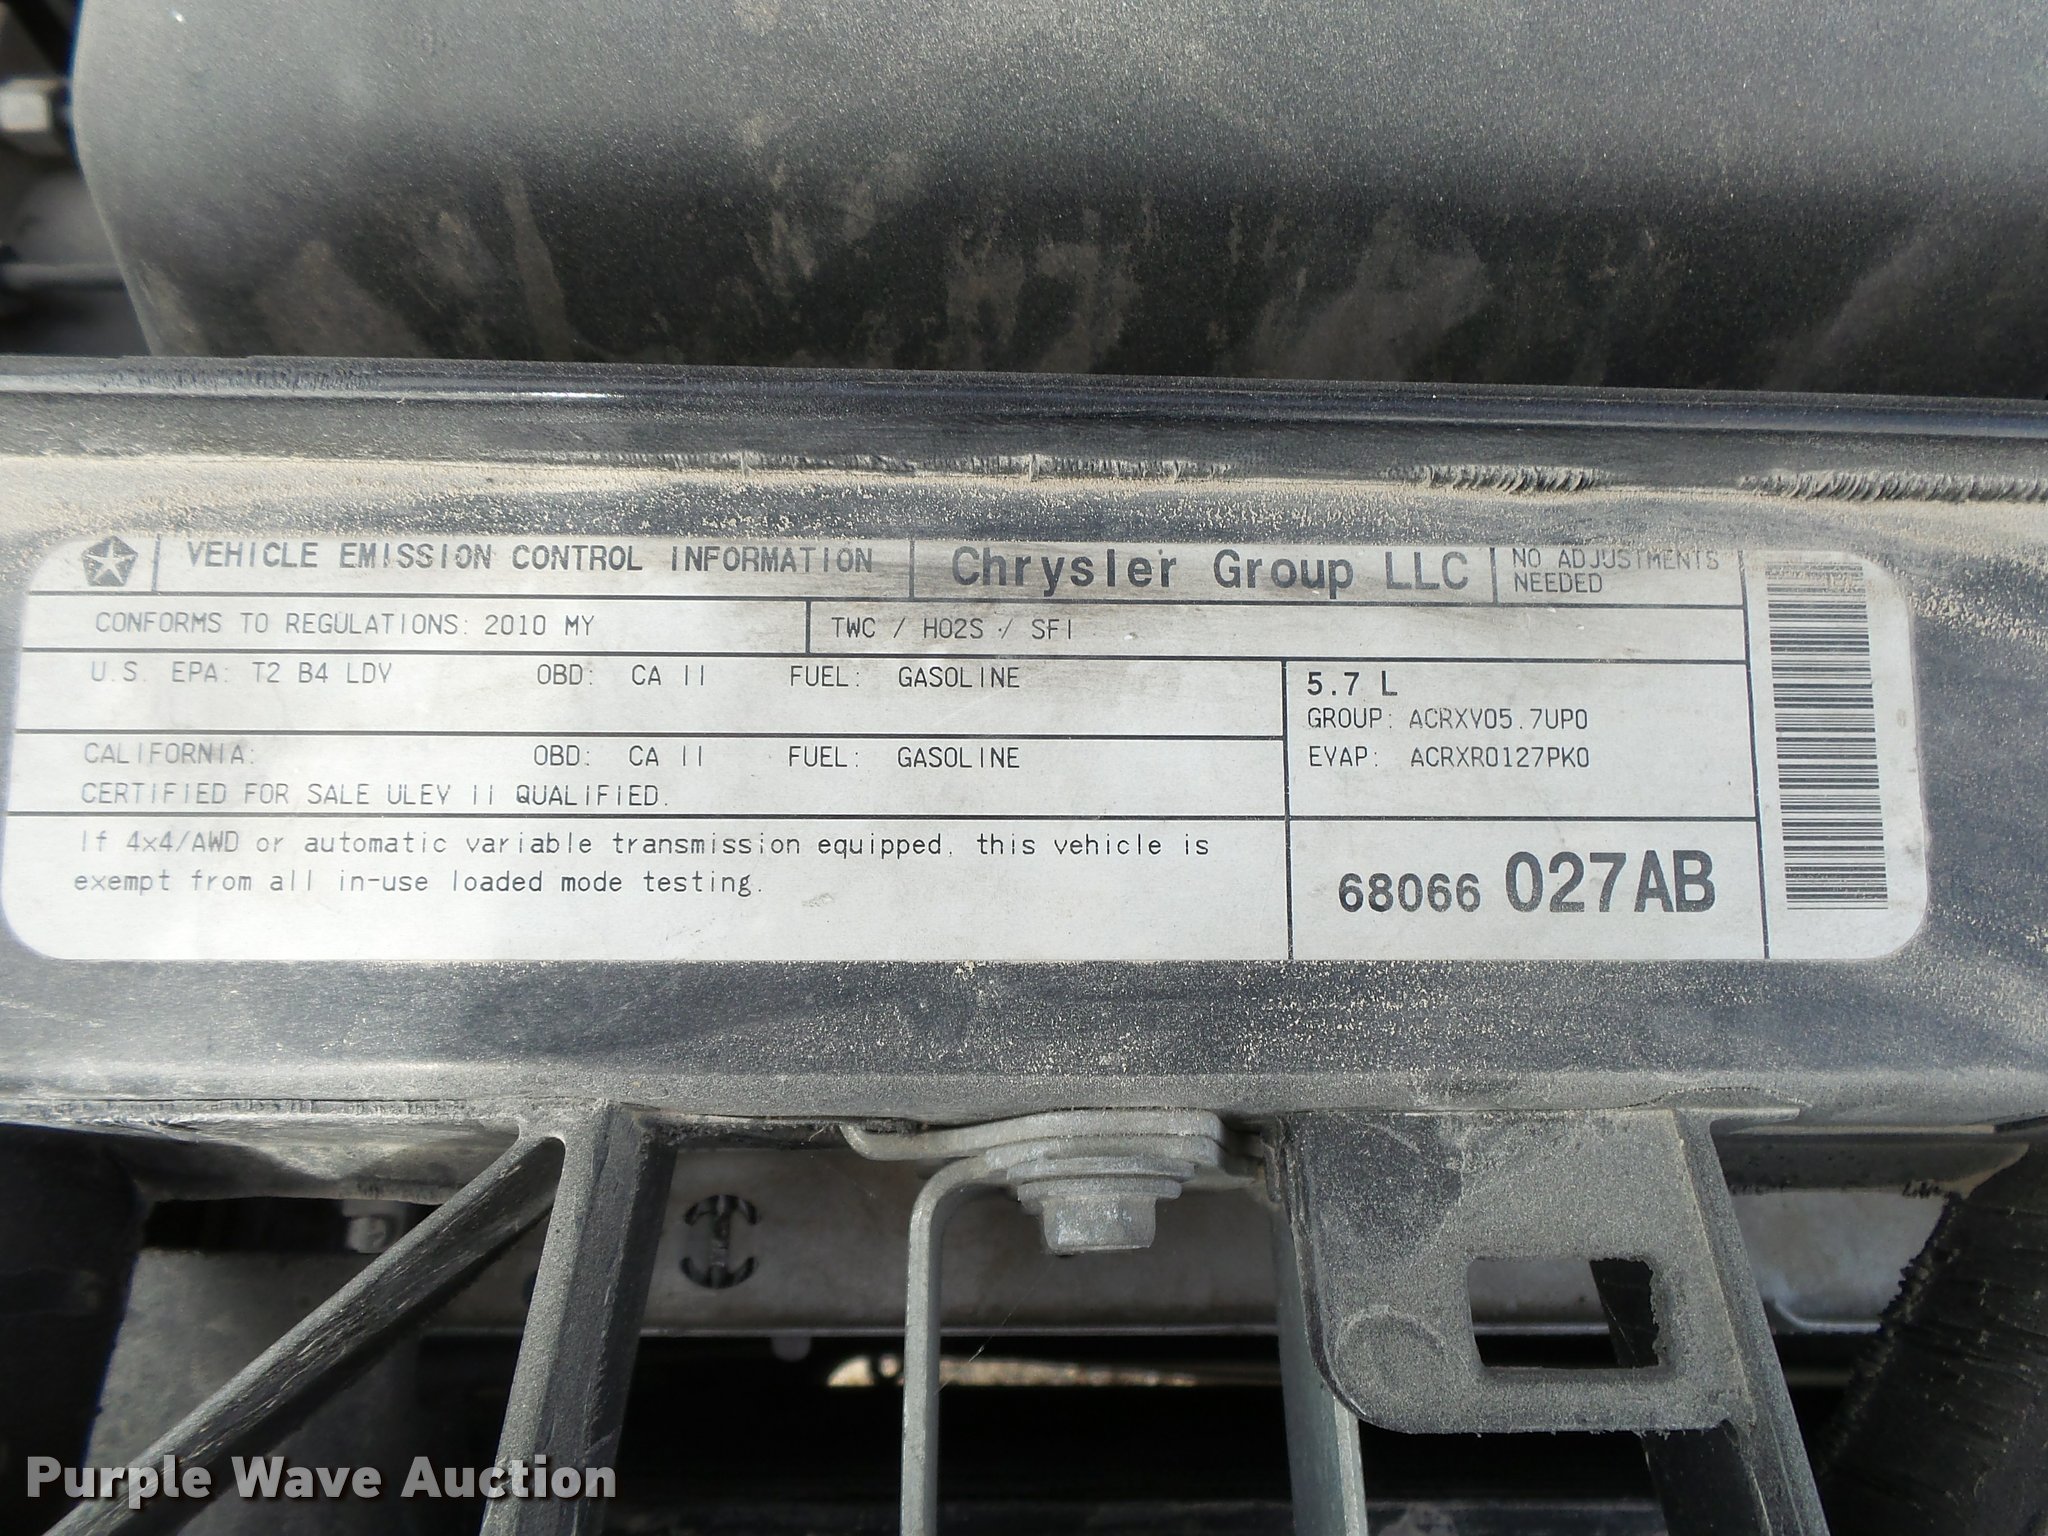 VEHICLE EMISSION CONTROL INFORMATION
Chrysler Group LLC
NO ADJUSTMENTS
NEEDED
CONFORMS TO REGULATIONS: 2010 MY
TWC / HO2S / SFI
U.S. EPA: T2 B4 LDV OBD: CA II FUEL: GASOLINE
5.7 L
GROUP: ACRXV05.7UP0
EVAP: ACRXR0127PK0
CALIFORNIA: OBD: CA II FUEL: GASOLINE
CERTIFIED FOR SALE ULEV II QUALIFIED.
If 4x4/AWD or automatic variable transmission equipped, this vehicle is
exempt from all in-use loaded mode testing.
68066 027AB
Purple Wave Auction